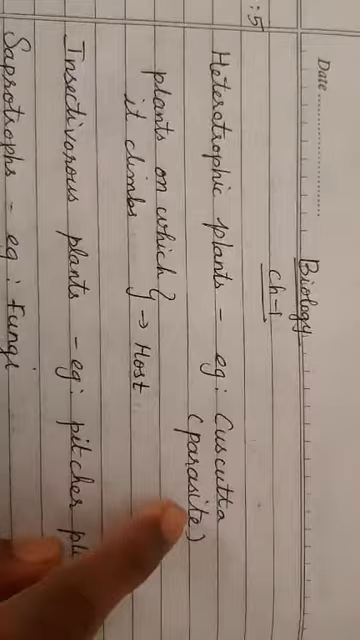 :5
Date
Biology
ch-1
Heterotrophic plants - eg: Cuscutta
(parasite)
plants on which }
it climbs → Host
Insectivorous plants - eg: pitcher
Saprotrophs - eg: Fungi